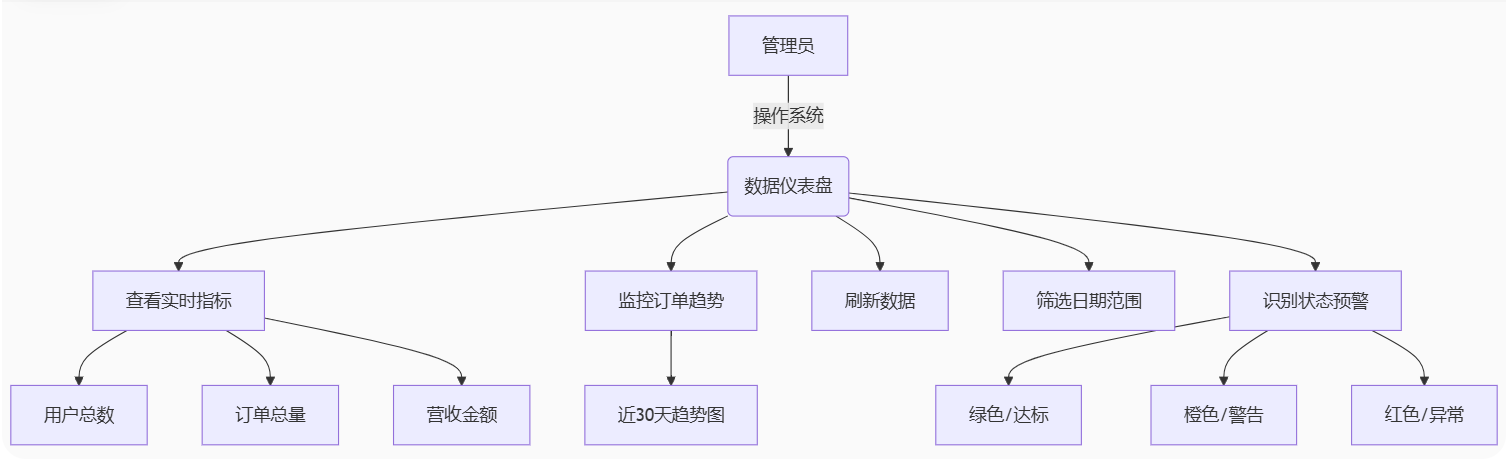 管理员
操作系统
数据仪表盘
查看实时指标
监控订单趋势
刷新数据
筛选日期范围
识别状态预警
用户总数
订单总量
营收金额
近30天趋势图
绿色/达标
橙色/警告
红色/异常